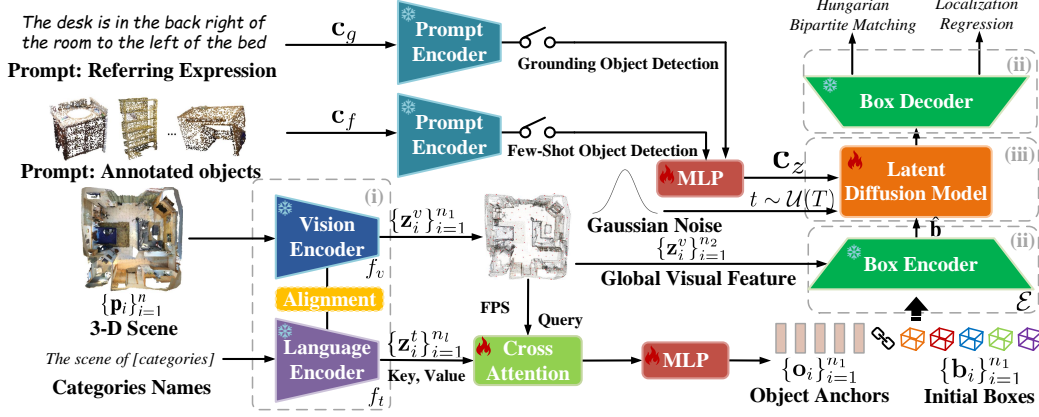 The desk is in the back right of
the room to the left of the bed
Prompt: Referring Expression
c_g
Prompt
Encoder
Grounding Object Detection
...
Prompt: Annotated objects
c_f
Prompt
Encoder
Few-Shot Object Detection
MLP
c_z
Hungarian
Bipartite Matching
Localization
Regression
(ii)
Box Decoder
(iii)
Latent
Diffusion Model
Gaussian Noise
t ∼ U(T)
b̂
(ii)
Box Encoder
ℰ
{p_i}_{i=1}^{n}
3-D Scene
(i)
Vision
Encoder
f_v
{z_i^v}_{i=1}^{n_1}
{z_i^v}_{i=1}^{n_2}
Global Visual Feature
Alignment
FPS
Query
The scene of [categories]
Categories Names
Language
Encoder
f_t
{z_i^t}_{i=1}^{n_l}
Key, Value
Cross
Attention
MLP
{o_i}_{i=1}^{n_1}
Object Anchors
{b_i}_{i=1}^{n_1}
Initial Boxes